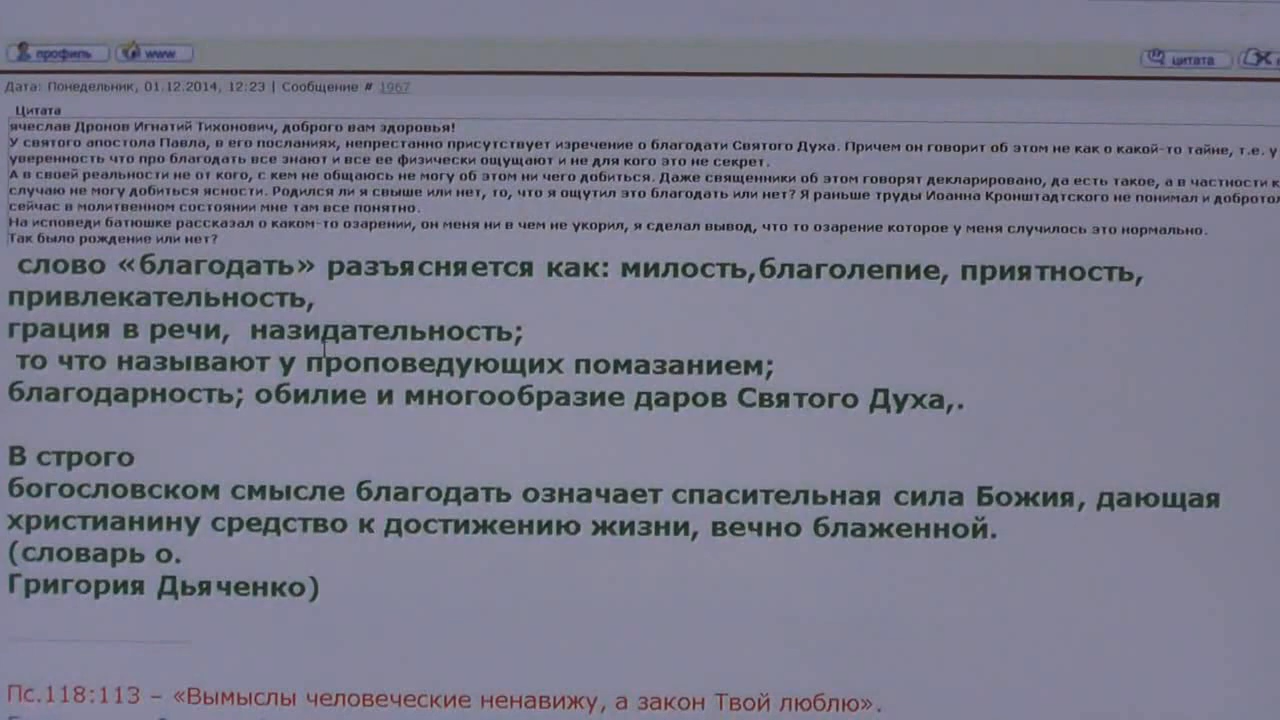 профиль www цитата
Дата: Понедельник, 01.12.2014, 12:23 | Сообщение # 1967
Цитата
ячеслав Дронов Игнатий Тихонович, доброго вам здоровья!
У святого апостола Павла, в его посланиях, непрестанно присутствует изречение о благодати Святого Духа. Причем он говорит об этом не как о какой-то тайне, т.е. у
уверенность что про благодать все знают и все ее физически ощущают и не для кого это не секрет.
А в своей реальности не от кого, с кем не общаюсь не могу об этом ни чего добиться. Даже священники об этом говорят декларировано, да есть такое, а в частности к
случаю не могу добиться ясности. Родился ли я свыше или нет, то, что я ощутил это благодать или нет? Я раньше труды Иоанна Кронштадтского не понимал и добротол
сейчас в молитвенном состоянии мне там все понятно.
На исповеди батюшке рассказал о каком-то озарении, он меня ни в чем не укорил, я сделал вывод, что то озарение которое у меня случилось это нормально.
Так было рождение или нет?
слово «благодать» разъясняется как: милость,благолепие, приятность,
привлекательность,
грация в речи, назидательность;
то что называют у проповедующих помазанием;
благодарность; обилие и многообразие даров Святого Духа,.
В строго
богословском смысле благодать означает спасительная сила Божия, дающая
христианину средство к достижению жизни, вечно блаженной.
(словарь о.
Григория Дьяченко)
Пс.118:113 – «Вымыслы человеческие ненавижу, а закон Твой люблю».